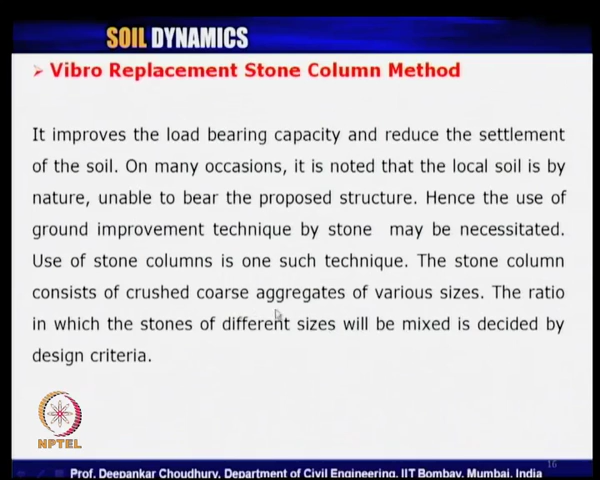 SOIL DYNAMICS
➢ Vibro Replacement Stone Column Method
It improves the load bearing capacity and reduce the settlement
of the soil. On many occasions, it is noted that the local soil is by
nature, unable to bear the proposed structure. Hence the use of
ground improvement technique by stone may be necessitated.
Use of stone columns is one such technique. The stone column
consists of crushed coarse aggregates of various sizes. The ratio
in which the stones of different sizes will be mixed is decided by
design criteria.
NPTEL
16
Prof. Deepankar Choudhury, Department of Civil Engineering, IIT Bombay, Mumbai, India